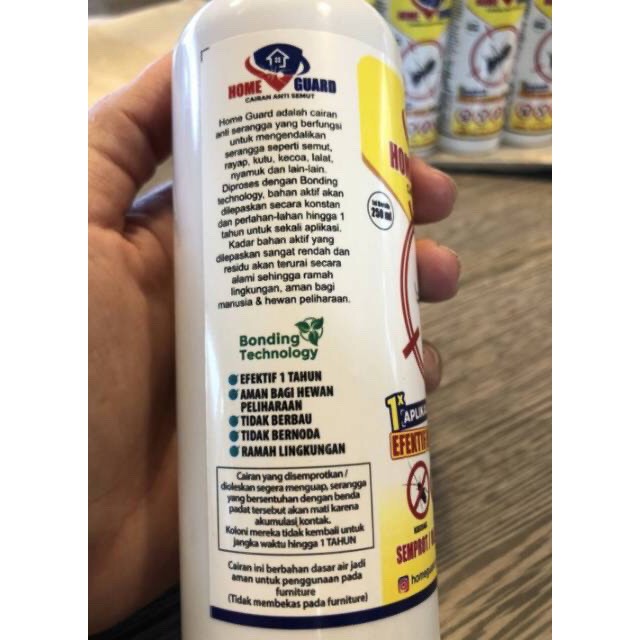 HOME GUARD
CAIRAN ANTI SEMUT
Home Guard adalah cairan
anti serangga yang berfungsi
untuk mengendalikan
serangga seperti semut,
rayap, kutu, kecoa, lalat,
nyamuk dan lain-lain.
Diproses dengan Bonding
technology, bahan aktif akan
dilepaskan secara konstan
dan perlahan-lahan hingga 1
tahun untuk sekali aplikasi.
Kadar bahan aktif yang
dilepaskan sangat rendah dan
residu akan terurai secara
alami sehingga ramah
lingkungan, aman bagi
manusia & hewan peliharaan.
Bonding
Technology
EFEKTIF 1 TAHUN
AMAN BAGI HEWAN
PELIHARAAN
TIDAK BERBAU
TIDAK BERNODA
RAMAH LINGKUNGAN
Cairan yang disemprotkan /
dioleskan segera menguap, serangga
yang bersentuhan dengan benda
padat tersebut akan mati karena
akumulasi kontak.
Koloni mereka tidak kembali untuk
jangka waktu hingga 1 TAHUN
Cairan ini berbahan dasar air jadi
aman untuk penggunaan pada
furniture
(Tidak membekas pada furniture)
HOM
250 ml
1x
APLIKA
EFEKTIF
SEMPROT /
homegua